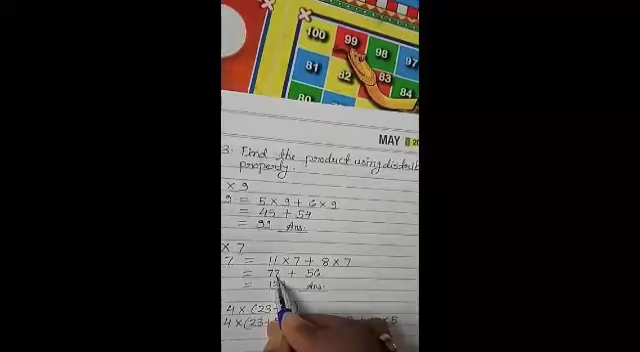 100 99 98 97
81 82 83 84
80
MAY
3. Find the product using distrib
property.
× 9
9 = 5 × 9 + 6 × 9
= 45 + 54
= 99 Ans.
× 7
7 = 11 × 7 + 8 × 7
= 77 + 56
Ans.
4 × (23
4 × (23+